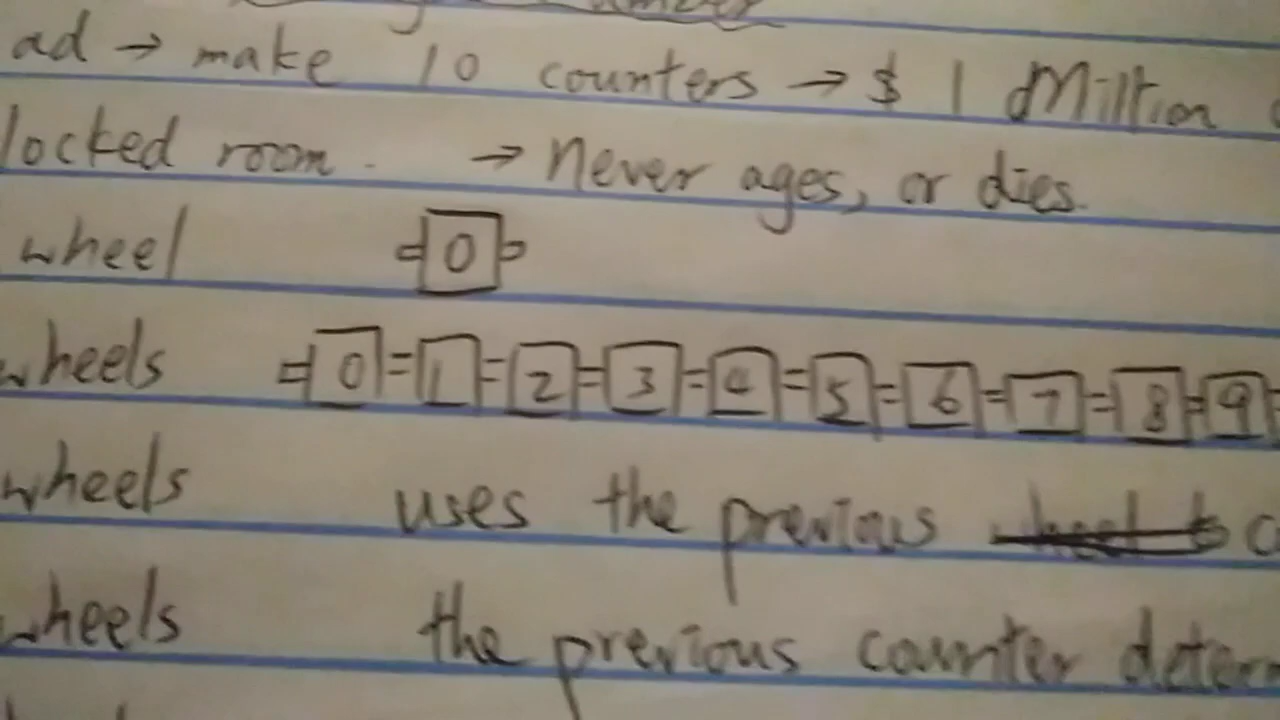 ad → make 10 counters → $ 1 Million
locked room. → Never ages, or dies.
wheel =[0]=
wheels =[0]=[1]=[2]=[3]=[4]=[5]=[6]=[7]=[8]=[9]=
wheels uses the previous
wheels the previous counter